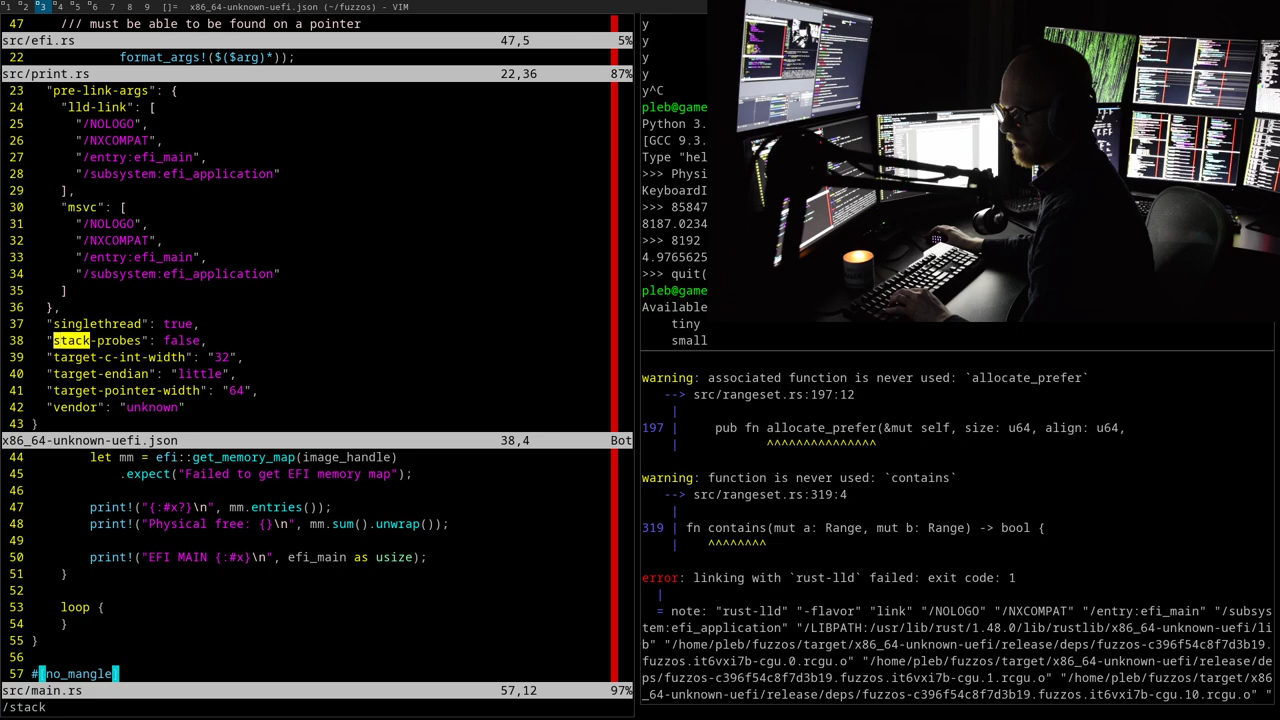 1 2 3 4 5 6 7 8 9 []= x86_64-unknown-uefi.json (~/fuzzos) - VIM
47 /// must be able to be found on a pointer
src/efi.rs 47,5 5%
22 format_args!($($arg)*));
src/print.rs 22,36 87%
23 "pre-link-args": {
24 "lld-link": [
25 "/NOLOGO",
26 "/NXCOMPAT",
27 "/entry:efi_main",
28 "/subsystem:efi_application"
29 ],
30 "msvc": [
31 "/NOLOGO",
32 "/NXCOMPAT",
33 "/entry:efi_main",
34 "/subsystem:efi_application"
35 ]
36 },
37 "singlethread": true,
38 "stack-probes": false,
39 "target-c-int-width": "32",
40 "target-endian": "little",
41 "target-pointer-width": "64",
42 "vendor": "unknown"
43 }
x86_64-unknown-uefi.json 38,4 Bot
44 let mm = efi::get_memory_map(image_handle)
45 .expect("Failed to get EFI memory map");
46
47 print!("{:#x?}\n", mm.entries());
48 print!("Physical free: {}\n", mm.sum().unwrap());
49
50 print!("EFI MAIN {:#x}\n", efi_main as usize);
51 }
52
53 loop {
54 }
55 }
56
57 #[no_mangle]
src/main.rs 57,12 97%
/stack
y
y
y
y
y^C
pleb@game
Python 3.
[GCC 9.3.
Type "hel
>>> Physi
KeyboardI
>>> 85847
8187.0234
>>> 8192
4.9765625
>>> quit(
pleb@game
Available
tiny
small
warning: associated function is never used: `allocate_prefer`
--> src/rangeset.rs:197:12
|
197 | pub fn allocate_prefer(&mut self, size: u64, align: u64,
| ^^^^^^^^^^^^^^^
warning: function is never used: `contains`
--> src/rangeset.rs:319:4
|
319 | fn contains(mut a: Range, mut b: Range) -> bool {
| ^^^^^^^^
error: linking with `rust-lld` failed: exit code: 1
|
= note: "rust-lld" "-flavor" "link" "/NOLOGO" "/NXCOMPAT" "/entry:efi_main" "/subsys
tem:efi_application" "/LIBPATH:/usr/lib/rust/1.48.0/lib/rustlib/x86_64-unknown-uefi/li
b" "/home/pleb/fuzzos/target/x86_64-unknown-uefi/release/deps/fuzzos-c396f54c8f7d3b19.
fuzzos.it6vxi7b-cgu.0.rcgu.o" "/home/pleb/fuzzos/target/x86_64-unknown-uefi/release/de
ps/fuzzos-c396f54c8f7d3b19.fuzzos.it6vxi7b-cgu.1.rcgu.o" "/home/pleb/fuzzos/target/x86
_64-unknown-uefi/release/deps/fuzzos-c396f54c8f7d3b19.fuzzos.it6vxi7b-cgu.10.rcgu.o" "